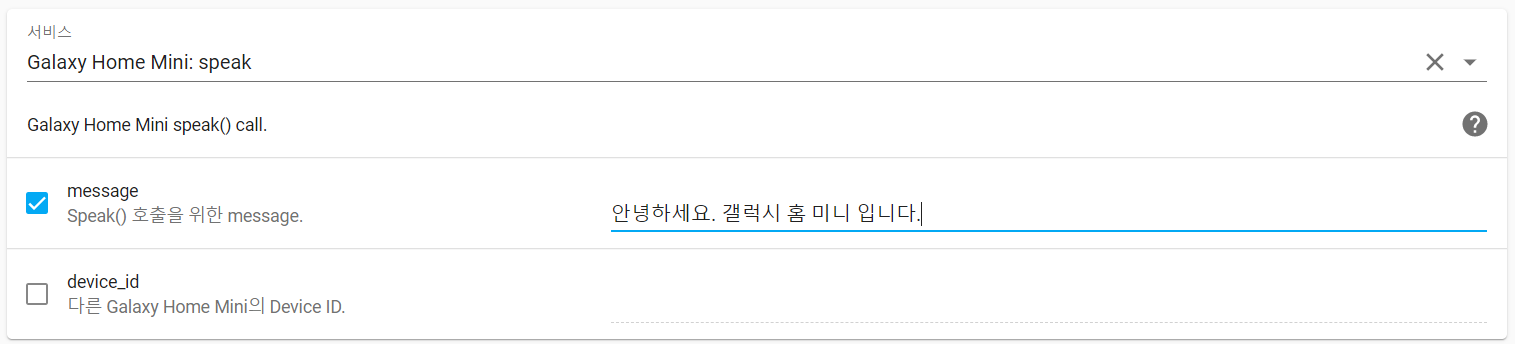 서비스
Galaxy Home Mini: speak
Galaxy Home Mini speak() call.
message
Speak() 호출을 위한 message.
안녕하세요. 갤럭시 홈 미니 입니다.
device_id
다른 Galaxy Home Mini의 Device ID.